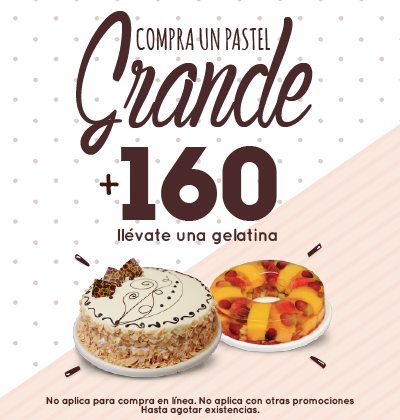 COMPRA UN PASTEL
Grande
+160
llévate una gelatina
No aplica para compra en línea. No aplica con otras promociones
Hasta agotar existencias.